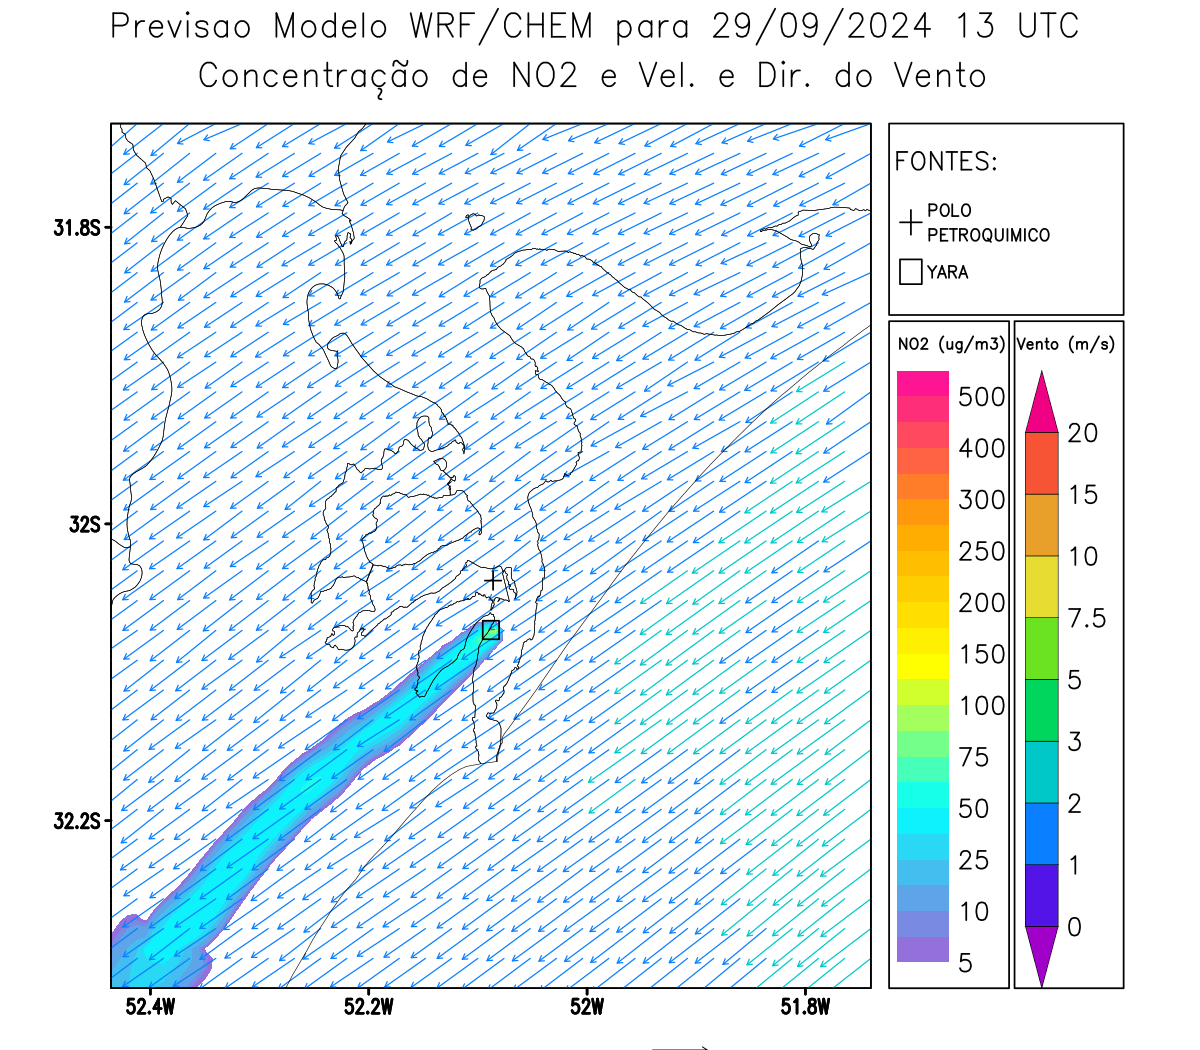 Previsao Modelo WRF/CHEM para 29/09/2024 13 UTC
Concentração de NO2 e Vel. e Dir. do Vento
FONTES:
POLO
PETROQUIMICO
YARA
NO2 (ug/m3)
500
400
300
250
200
150
100
75
50
25
10
5
Vento (m/s)
20
15
10
7.5
5
3
2
1
0
31.8S
32S
32.2S
52.4W 52.2W 52W 51.8W